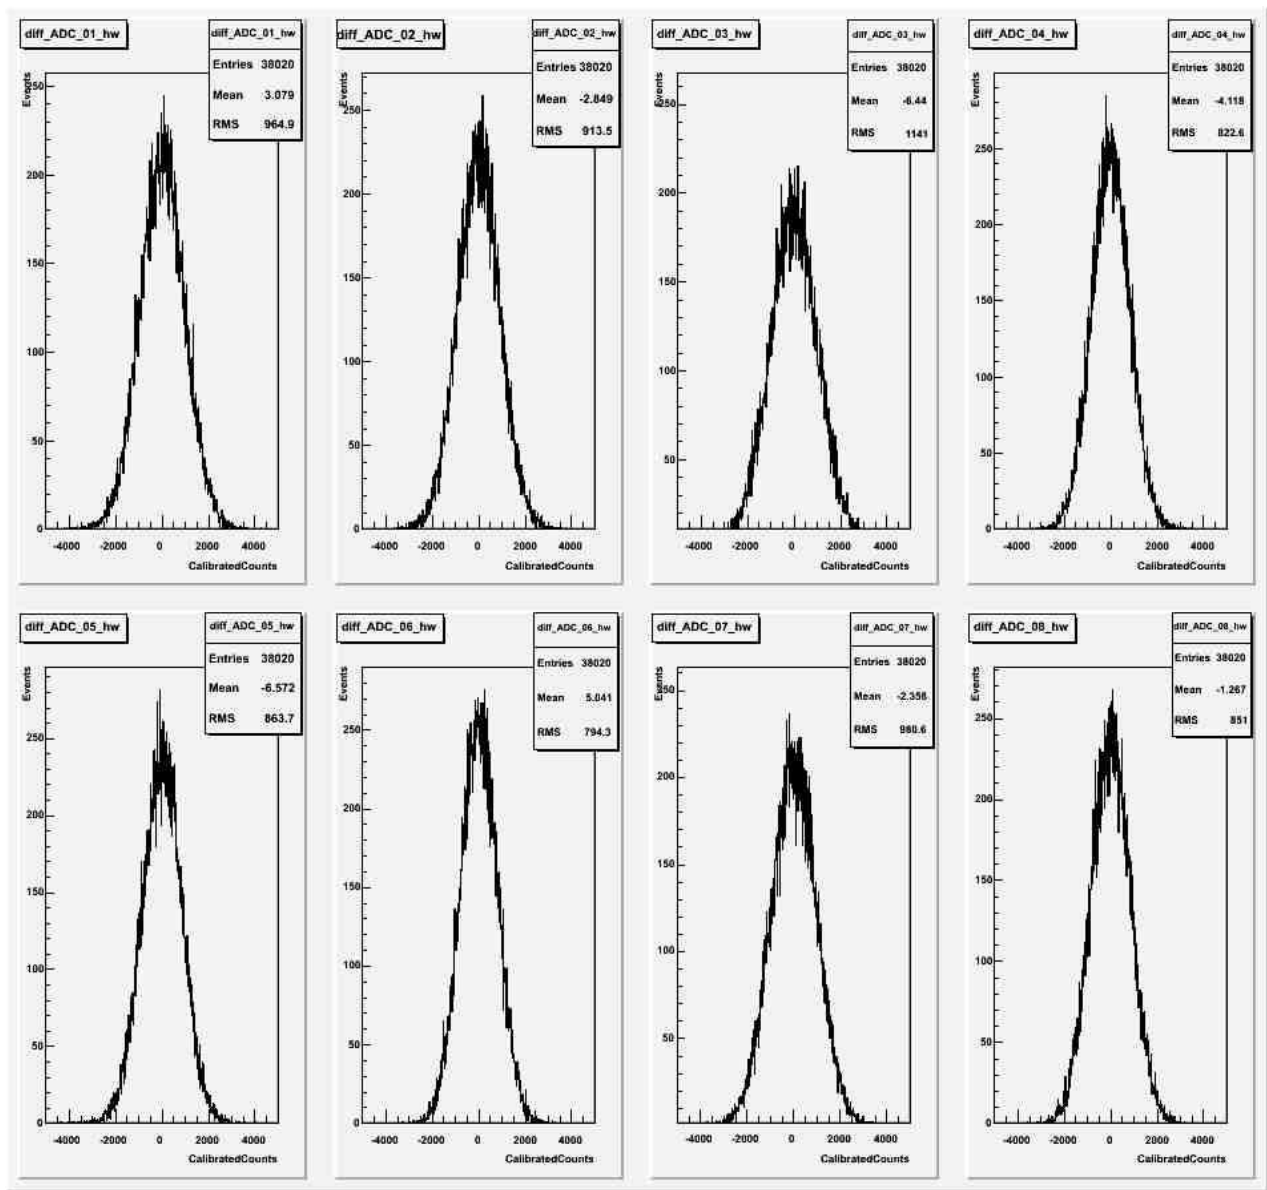 diff_ADC_01_hw
diff_ADC_01_hw
Entries 38020
Mean 3.079
RMS 964.9
Events
250
200
150
100
50
0
-4000 -2000 0 2000 4000
CalibratedCounts
diff_ADC_02_hw
diff_ADC_02_hw
Entries 38020
Mean -2.849
RMS 913.5
Events
250
200
150
100
50
0
-4000 -2000 0 2000 4000
CalibratedCounts
diff_ADC_03_hw
diff_ADC_03_hw
Entries 38020
Mean -6.44
RMS 1141
Events
250
200
150
100
50
-4000 -2000 0 2000 4000
CalibratedCounts
diff_ADC_04_hw
diff_ADC_04_hw
Entries 38020
Mean -4.118
RMS 822.6
Events
250
200
150
100
50
0
-4000 -2000 0 2000 4000
CalibratedCounts
diff_ADC_05_hw
diff_ADC_05_hw
Entries 38020
Mean -6.572
RMS 863.7
Events
250
200
150
100
50
0
-4000 -2000 0 2000 4000
CalibratedCounts
diff_ADC_06_hw
diff_ADC_06_hw
Entries 38020
Mean 5.041
RMS 794.3
Events
250
200
150
100
50
0
-4000 -2000 0 2000 4000
CalibratedCounts
diff_ADC_07_hw
diff_ADC_07_hw
Entries 38020
Mean -2.356
RMS 980.6
Events
250
200
150
100
50
-4000 -2000 0 2000 4000
CalibratedCounts
diff_ADC_08_hw
diff_ADC_08_hw
Entries 38020
Mean -1.267
RMS 851
Events
250
200
150
100
50
0
-4000 -2000 0 2000 4000
CalibratedCounts